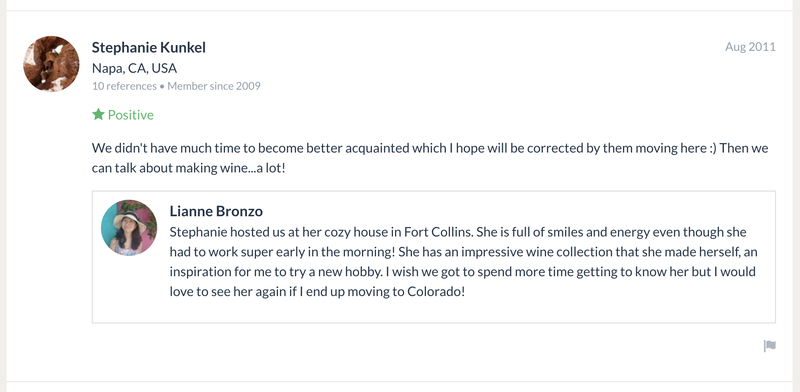 Stephanie Kunkel
Aug 2011
Napa, CA, USA
10 references • Member since 2009
Positive
We didn't have much time to become better acquainted which I hope will be corrected by them moving here :) Then we
can talk about making wine...a lot!
Lianne Bronzo
Stephanie hosted us at her cozy house in Fort Collins. She is full of smiles and energy even though she
had to work super early in the morning! She has an impressive wine collection that she made herself, an
inspiration for me to try a new hobby. I wish we got to spend more time getting to know her but I would
love to see her again if I end up moving to Colorado!